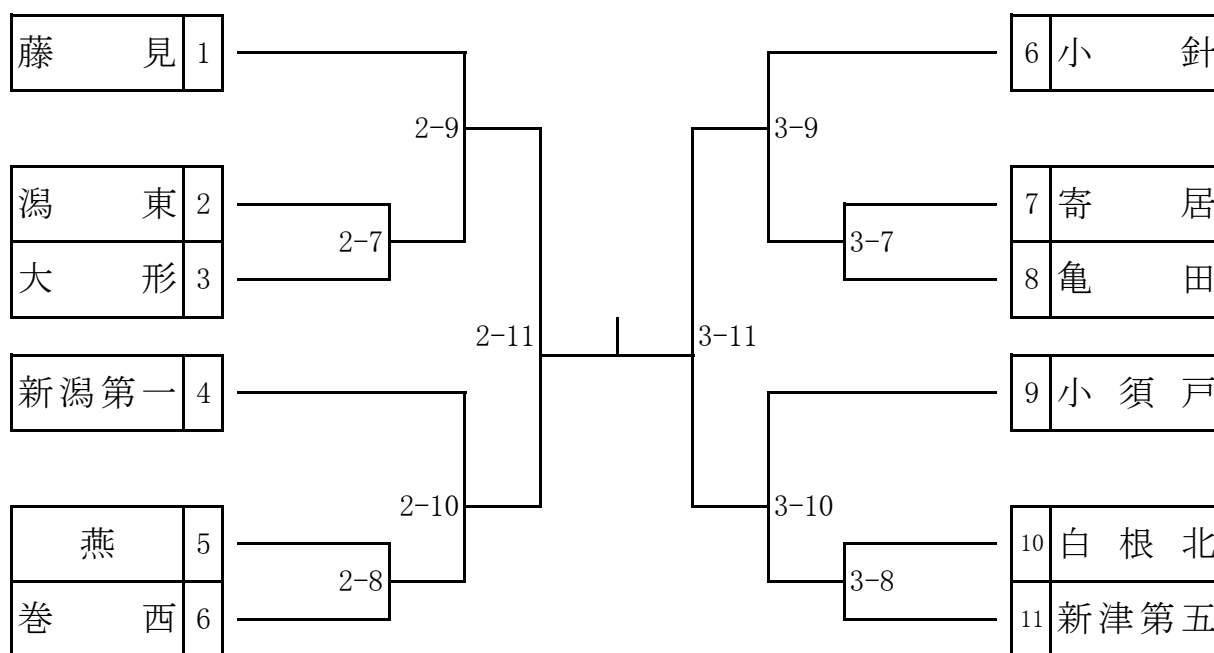 藤見 1
2-9
潟東 2
2-7
大形 3
2-11
新潟第一 4
2-10
燕 5
2-8
巻西 6
6 小針
3-9
7 寄居
3-7
8 亀田
3-11
9 小須戸
3-10
10 白根北
3-8
11 新津第五